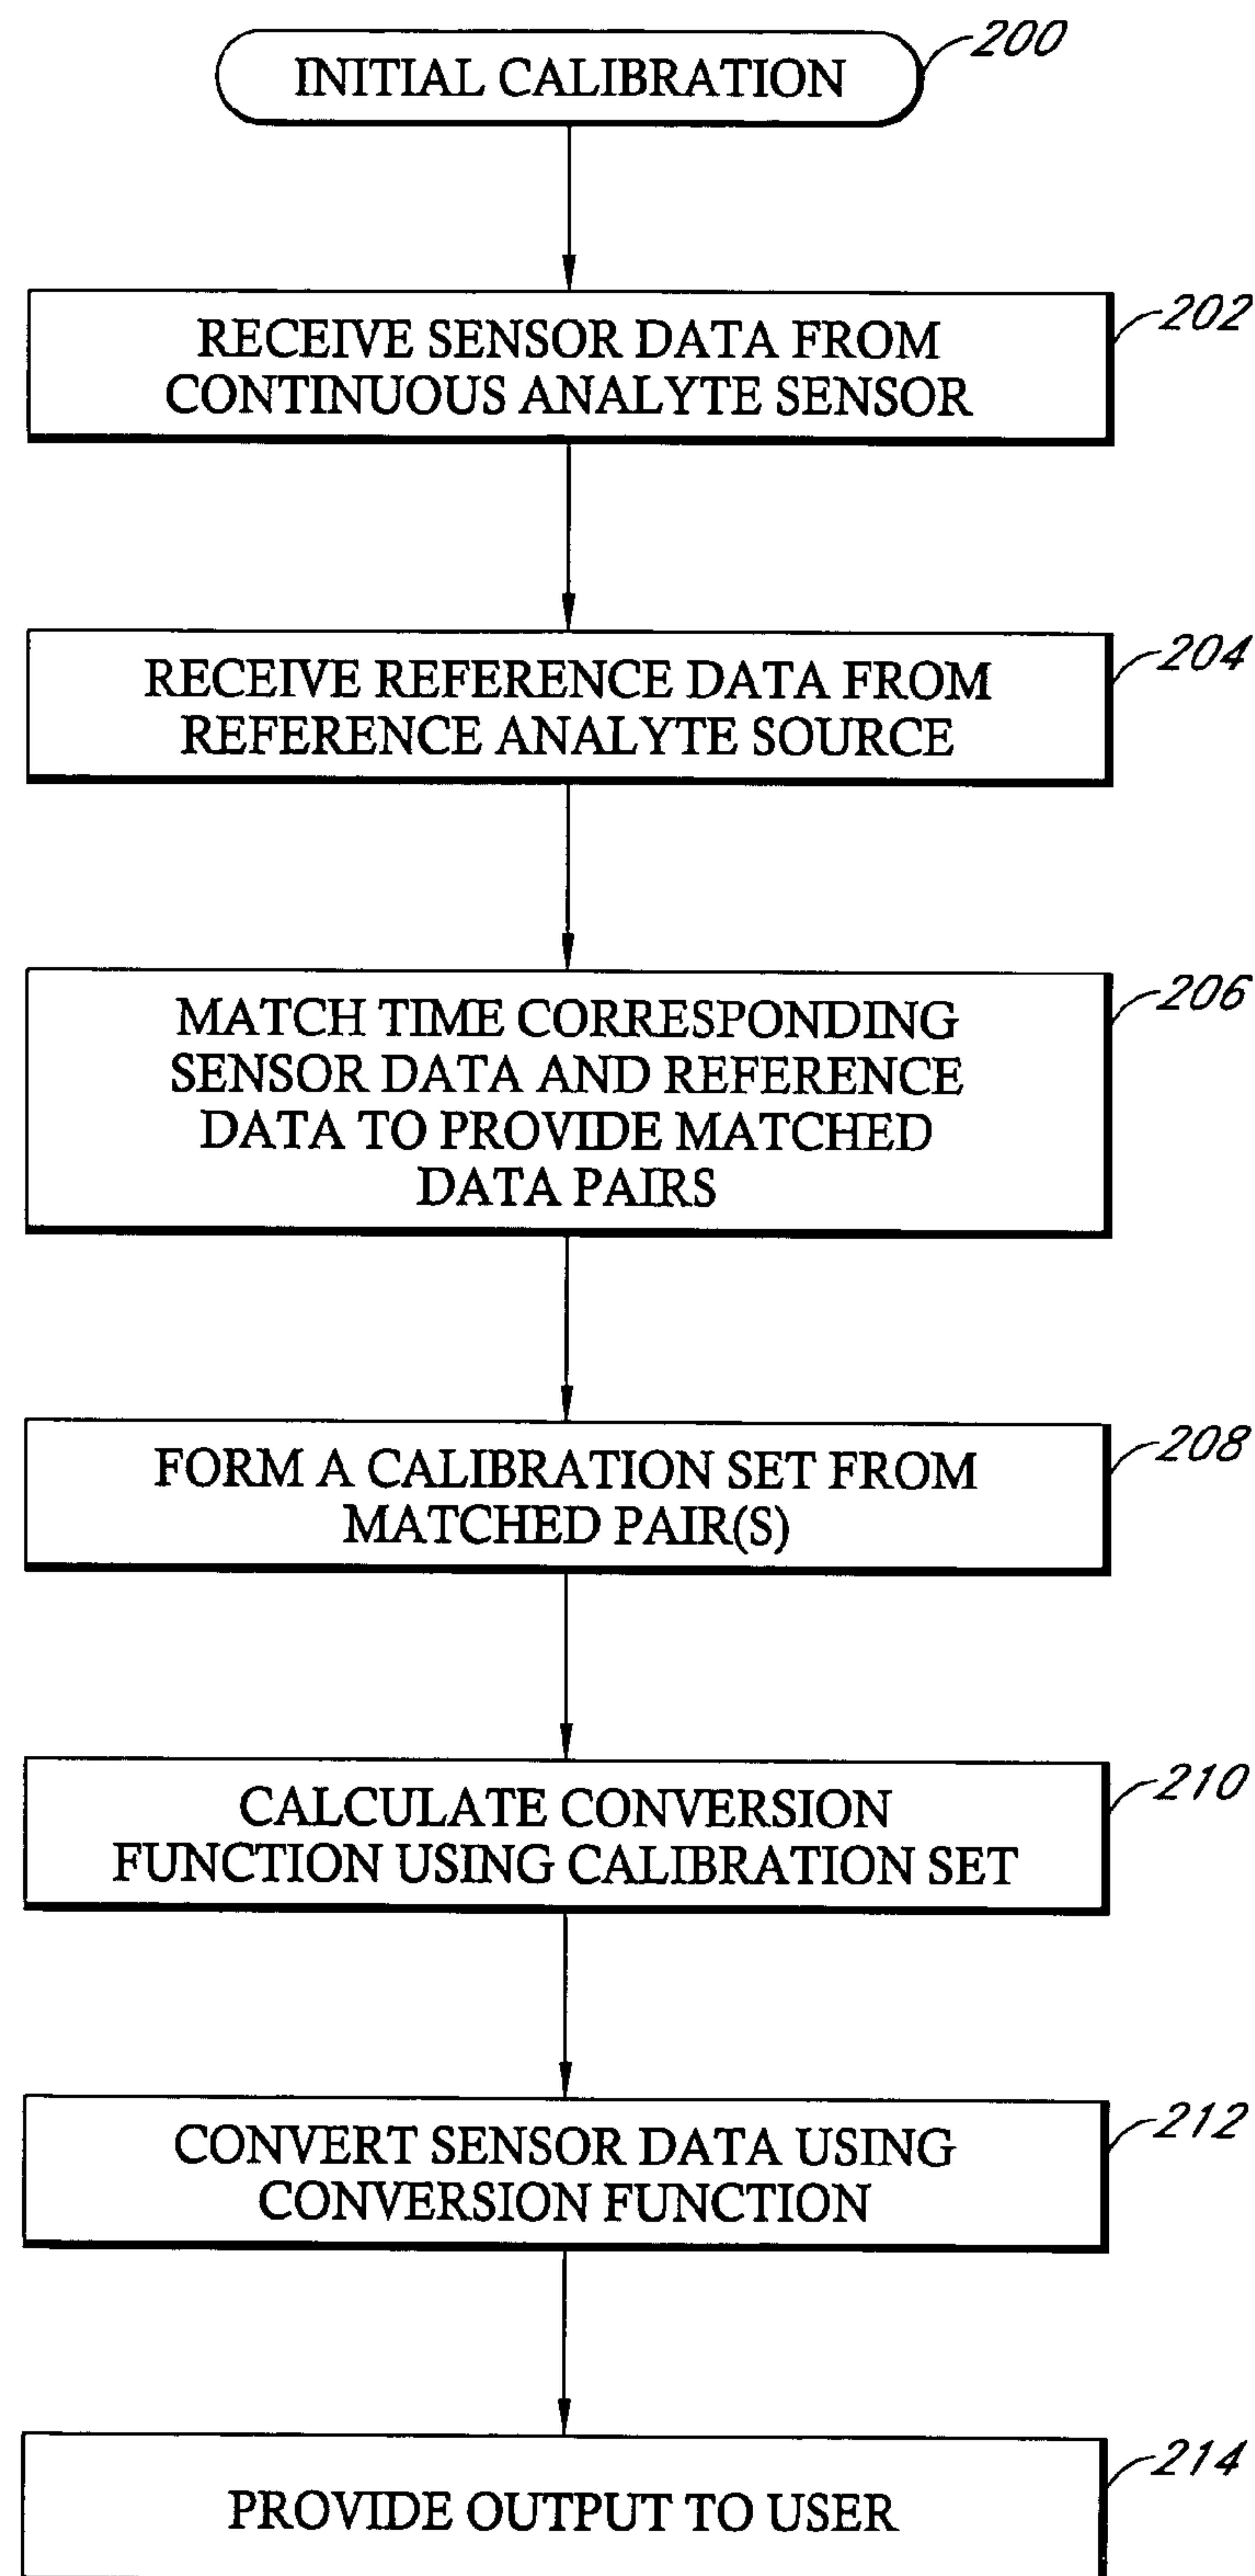 INITIAL CALIBRATION
200
RECEIVE SENSOR DATA FROM
CONTINUOUS ANALYTE SENSOR
202
RECEIVE REFERENCE DATA FROM
REFERENCE ANALYTE SOURCE
204
MATCH TIME CORRESPONDING
SENSOR DATA AND REFERENCE
DATA TO PROVIDE MATCHED
DATA PAIRS
206
FORM A CALIBRATION SET FROM
MATCHED PAIR(S)
208
CALCULATE CONVERSION
FUNCTION USING CALIBRATION SET
210
CONVERT SENSOR DATA USING
CONVERSION FUNCTION
212
PROVIDE OUTPUT TO USER
214